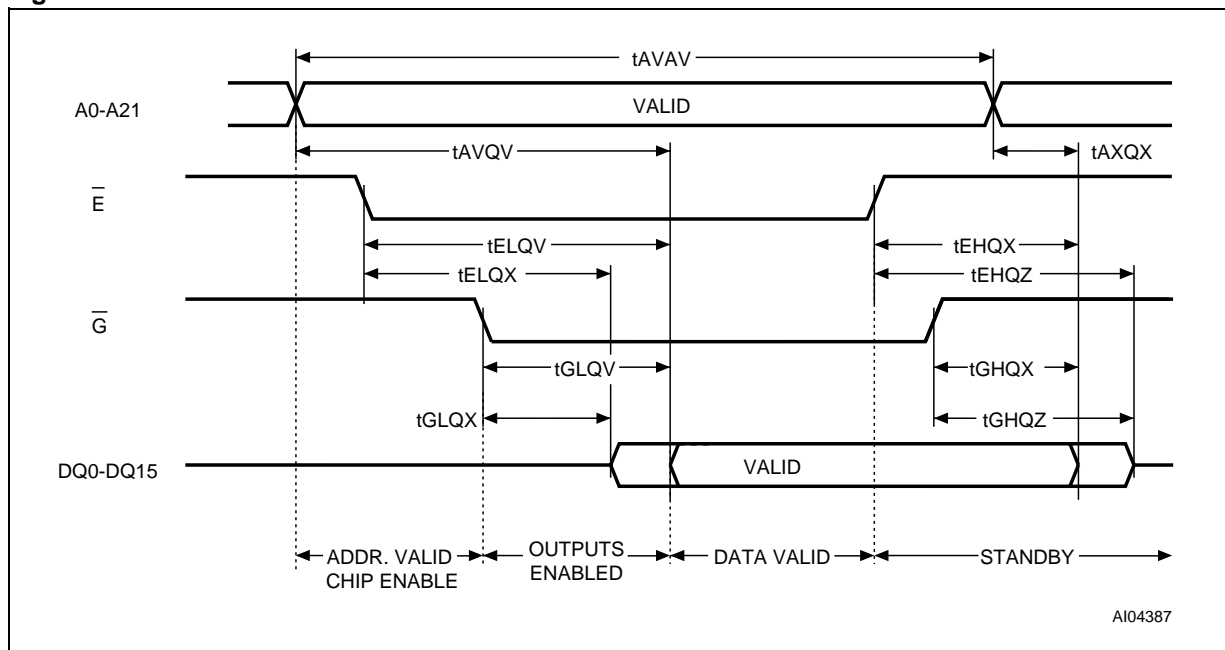 tAVAV
A0-A21
VALID
tAVQV
tAXQX
E
tELQV
tEHQX
tELQX
tEHQZ
G
tGLQV
tGHQX
tGLQX
tGHQZ
DQ0-DQ15
VALID
ADDR. VALID
CHIP ENABLE
OUTPUTS
ENABLED
DATA VALID
STANDBY
AI04387